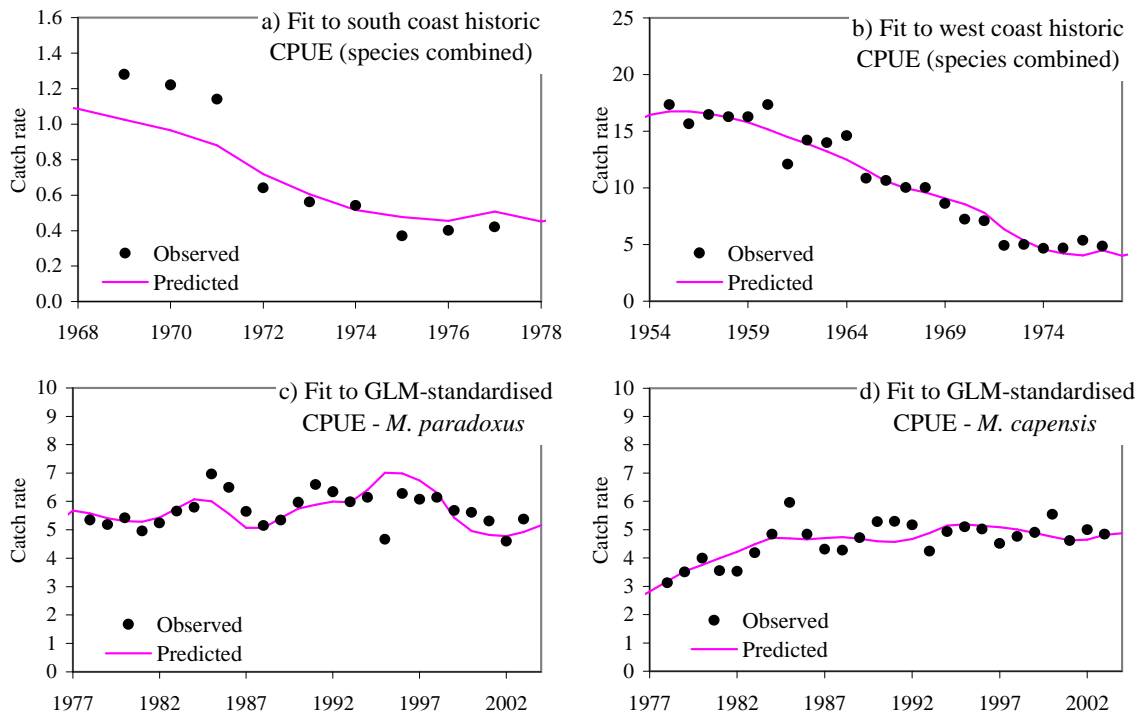 a) Fit to south coast historic
CPUE (species combined)
Catch rate
1.6
1.4
1.2
1.0
0.8
0.6
0.4
0.2
0.0
Observed
Predicted
1968 1970 1972 1974 1976 1978
b) Fit to west coast historic
CPUE (species combined)
Catch rate
25
20
15
10
5
0
Observed
Predicted
1954 1959 1964 1969 1974
c) Fit to GLM-standardised
CPUE - M. paradoxus
Catch rate
10
9
8
7
6
5
4
3
2
1
0
Observed
Predicted
1977 1982 1987 1992 1997 2002
d) Fit to GLM-standardised
CPUE - M. capensis
Catch rate
10
9
8
7
6
5
4
3
2
1
0
Observed
Predicted
1977 1982 1987 1992 1997 2002